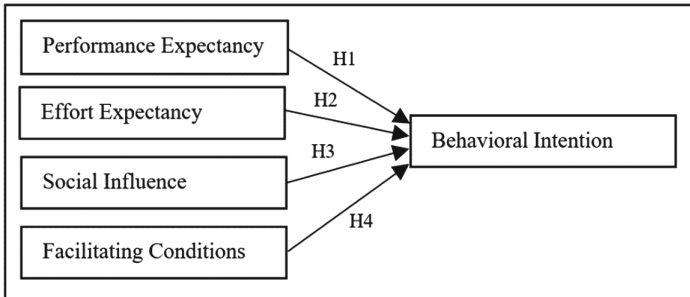 Performance Expectancy
H1
Effort Expectancy
H2
Behavioral Intention
Social Influence
H3
Facilitating Conditions
H4